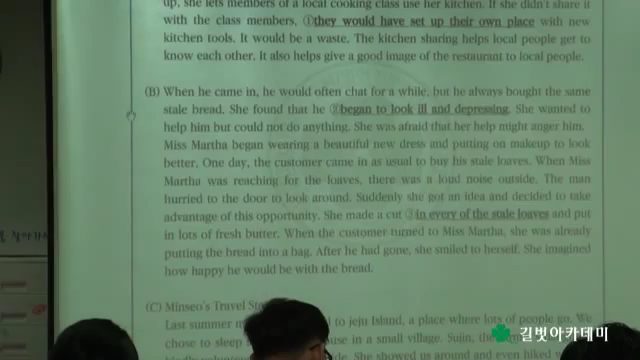 up, she lets members of a local cooking class use her kitchen. If she didn't share it
with the class members, ①they would have set up their own place with new
kitchen tools. It would be a waste. The kitchen sharing helps local people get to
know each other. It also helps give a good image of the restaurant to local people.
(B) When he came in, he would often chat for a while, but he always bought the same
stale bread. She found that he ②began to look ill and depressing. She wanted to
help him but could not do anything. She was afraid that her help might anger him.
Miss Martha began wearing a beautiful new dress and putting on makeup to look
better. One day, the customer came in as usual to buy his stale loaves. When Miss
Martha was reaching for the loaves, there was a loud noise outside. The man
hurried to the door to look around. Suddenly she got an idea and decided to take
advantage of this opportunity. She made a cut ③in every of the stale loaves and put
in lots of fresh butter. When the customer turned to Miss Martha, she was already
putting the bread into a bag. After he had gone, she smiled to herself. She imagined
how happy he would be with the bread.
(C) Minseo's Travel
Last summer to jeju Island, a place where lots of people go. We
chose to sleep in a small village. Sujin, the
She showed us around and even hiked
길벗아카데미